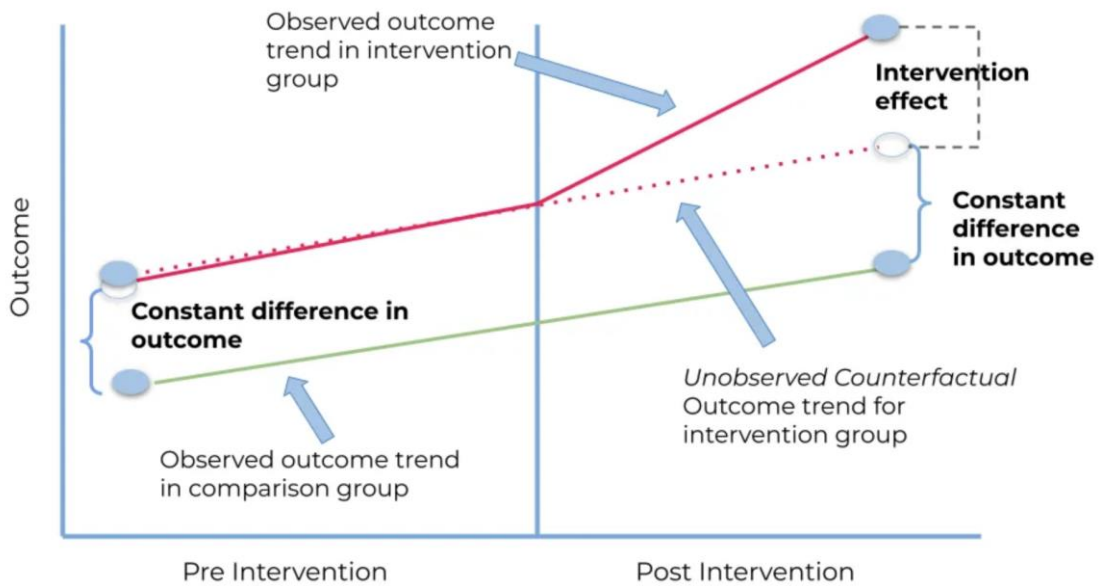 Observed outcome
trend in intervention
group
Intervention
effect
Constant
difference
in outcome
Outcome
Constant difference in
outcome
Unobserved Counterfactual
Outcome trend for
intervention group
Observed outcome trend
in comparison group
Pre Intervention
Post Intervention